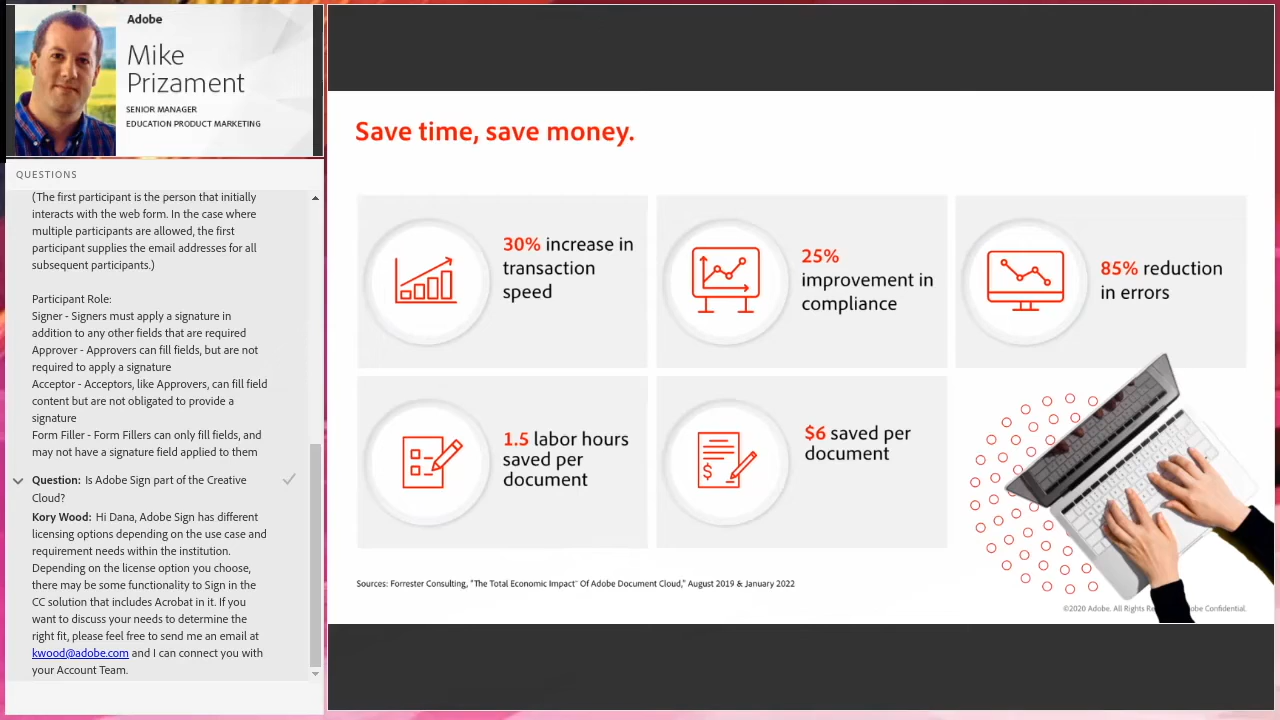 Adobe
Mike
Prizament
SENIOR MANAGER
EDUCATION PRODUCT MARKETING
QUESTIONS
(The first participant is the person that initially
interacts with the web form. In the case where
multiple participants are allowed, the first
participant supplies the email addresses for all
subsequent participants.)
Participant Role:
Signer - Signers must apply a signature in
addition to any other fields that are required
Approver - Approvers can fill fields, but are not
required to apply a signature
Acceptor - Acceptors, like Approvers, can fill field
content but are not obligated to provide a
signature
Form Filler - Form Fillers can only fill fields, and
may not have a signature field applied to them
Question: Is Adobe Sign part of the Creative
Cloud?
Kory Wood: Hi Dana, Adobe Sign has different
licensing options depending on the use case and
requirement needs within the institution.
Depending on the license option you choose,
there may be some functionality to Sign in the
CC solution that includes Acrobat in it. If you
want to discuss your needs to determine the
right fit, please feel free to send me an email at
kwood@adobe.com and I can connect you with
your Account Team.
Save time, save money.
30% increase in
transaction
speed
25%
improvement in
compliance
85% reduction
in errors
1.5 labor hours
saved per
document
$
$6 saved per
document
Sources: Forrester Consulting, "The Total Economic Impact™ Of Adobe Document Cloud," August 2019 & January 2022
©2020 Adobe. All Rights Re dobe Confidential.